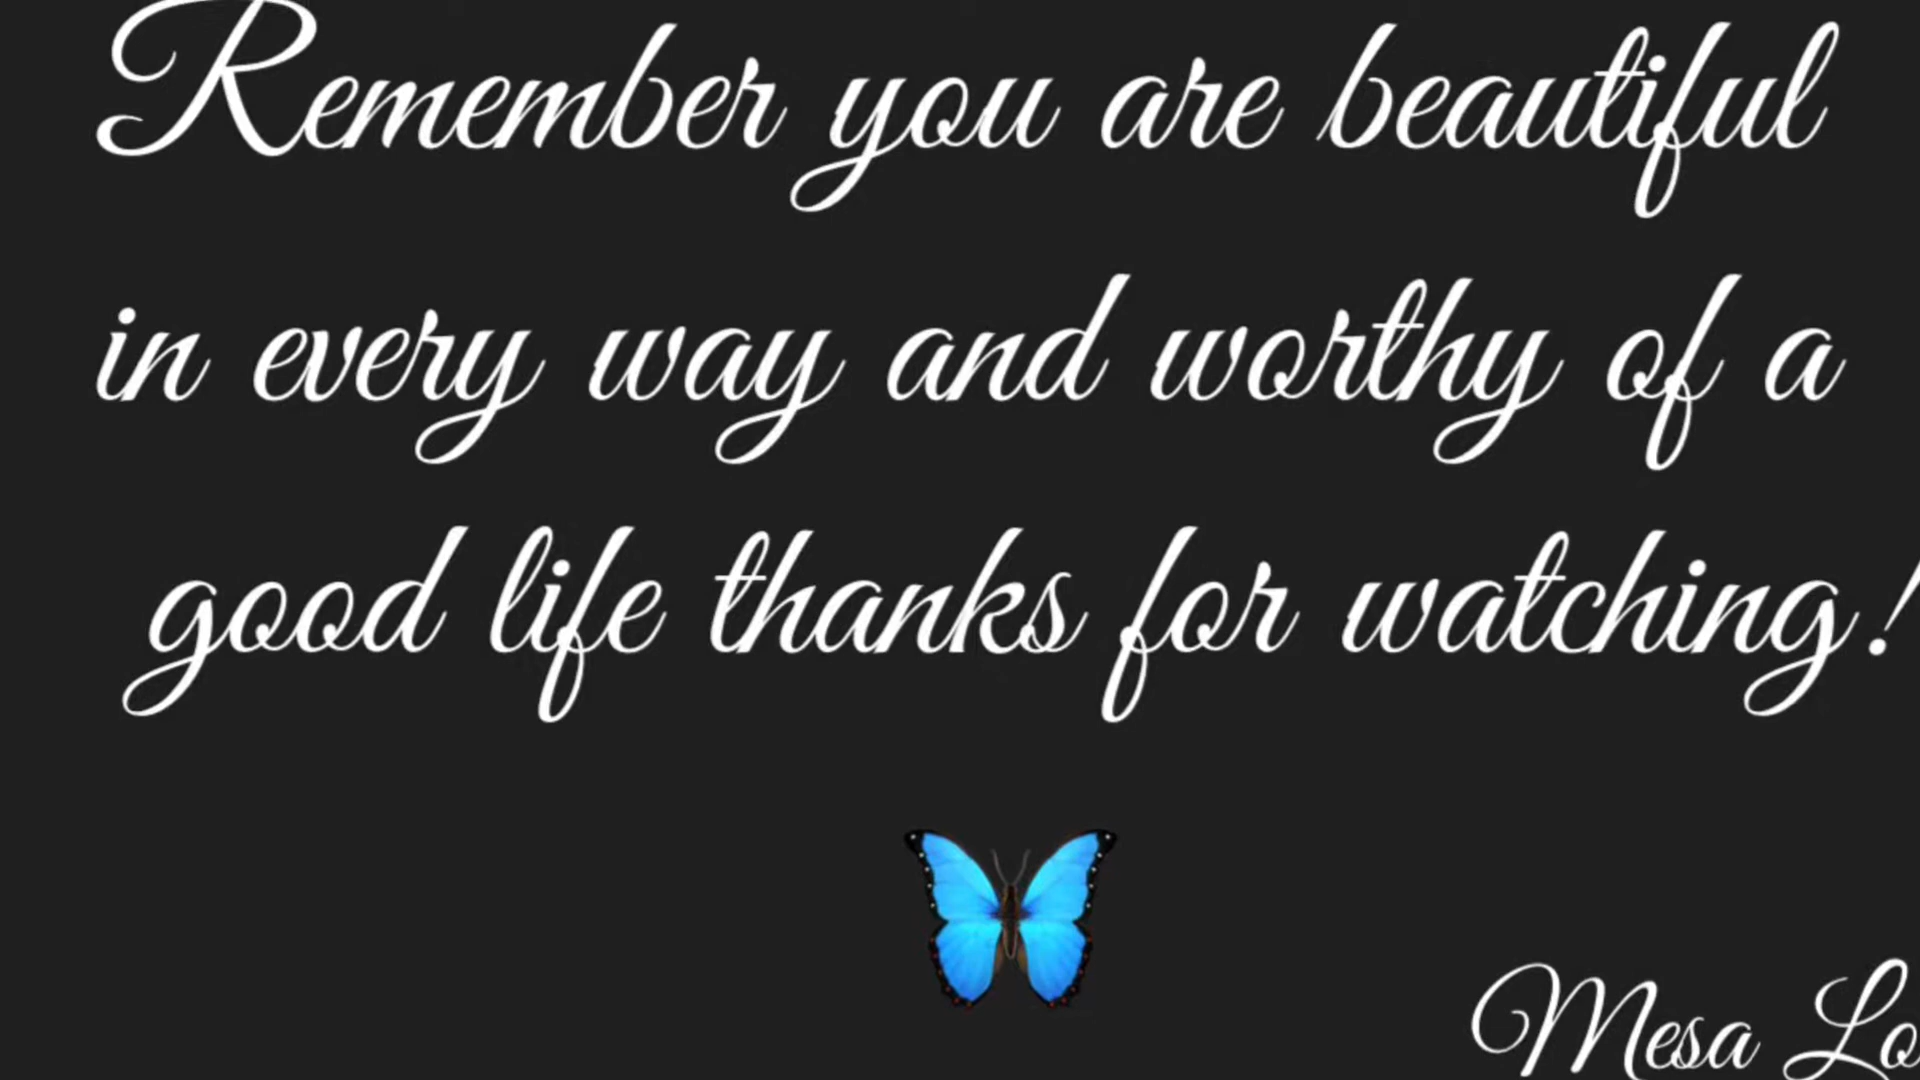 Remember you are beautiful
in every way and worthy of a
good life thanks for watching!
Mesa